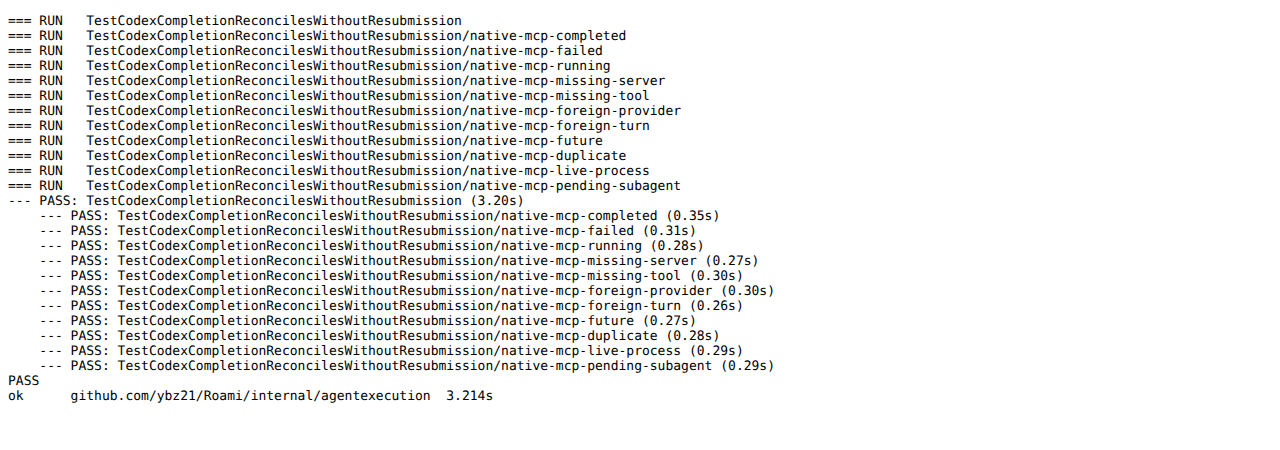 === RUN   TestCodexCompletionReconcilesWithoutResubmission
=== RUN   TestCodexCompletionReconcilesWithoutResubmission/native-mcp-completed
=== RUN   TestCodexCompletionReconcilesWithoutResubmission/native-mcp-failed
=== RUN   TestCodexCompletionReconcilesWithoutResubmission/native-mcp-running
=== RUN   TestCodexCompletionReconcilesWithoutResubmission/native-mcp-missing-server
=== RUN   TestCodexCompletionReconcilesWithoutResubmission/native-mcp-missing-tool
=== RUN   TestCodexCompletionReconcilesWithoutResubmission/native-mcp-foreign-provider
=== RUN   TestCodexCompletionReconcilesWithoutResubmission/native-mcp-foreign-turn
=== RUN   TestCodexCompletionReconcilesWithoutResubmission/native-mcp-future
=== RUN   TestCodexCompletionReconcilesWithoutResubmission/native-mcp-duplicate
=== RUN   TestCodexCompletionReconcilesWithoutResubmission/native-mcp-live-process
=== RUN   TestCodexCompletionReconcilesWithoutResubmission/native-mcp-pending-subagent
--- PASS: TestCodexCompletionReconcilesWithoutResubmission (3.20s)
    --- PASS: TestCodexCompletionReconcilesWithoutResubmission/native-mcp-completed (0.35s)
    --- PASS: TestCodexCompletionReconcilesWithoutResubmission/native-mcp-failed (0.31s)
    --- PASS: TestCodexCompletionReconcilesWithoutResubmission/native-mcp-running (0.28s)
    --- PASS: TestCodexCompletionReconcilesWithoutResubmission/native-mcp-missing-server (0.27s)
    --- PASS: TestCodexCompletionReconcilesWithoutResubmission/native-mcp-missing-tool (0.30s)
    --- PASS: TestCodexCompletionReconcilesWithoutResubmission/native-mcp-foreign-provider (0.30s)
    --- PASS: TestCodexCompletionReconcilesWithoutResubmission/native-mcp-foreign-turn (0.26s)
    --- PASS: TestCodexCompletionReconcilesWithoutResubmission/native-mcp-future (0.27s)
    --- PASS: TestCodexCompletionReconcilesWithoutResubmission/native-mcp-duplicate (0.28s)
    --- PASS: TestCodexCompletionReconcilesWithoutResubmission/native-mcp-live-process (0.29s)
    --- PASS: TestCodexCompletionReconcilesWithoutResubmission/native-mcp-pending-subagent (0.29s)
PASS
ok      github.com/ybz21/Roami/internal/agentexecution  3.214s